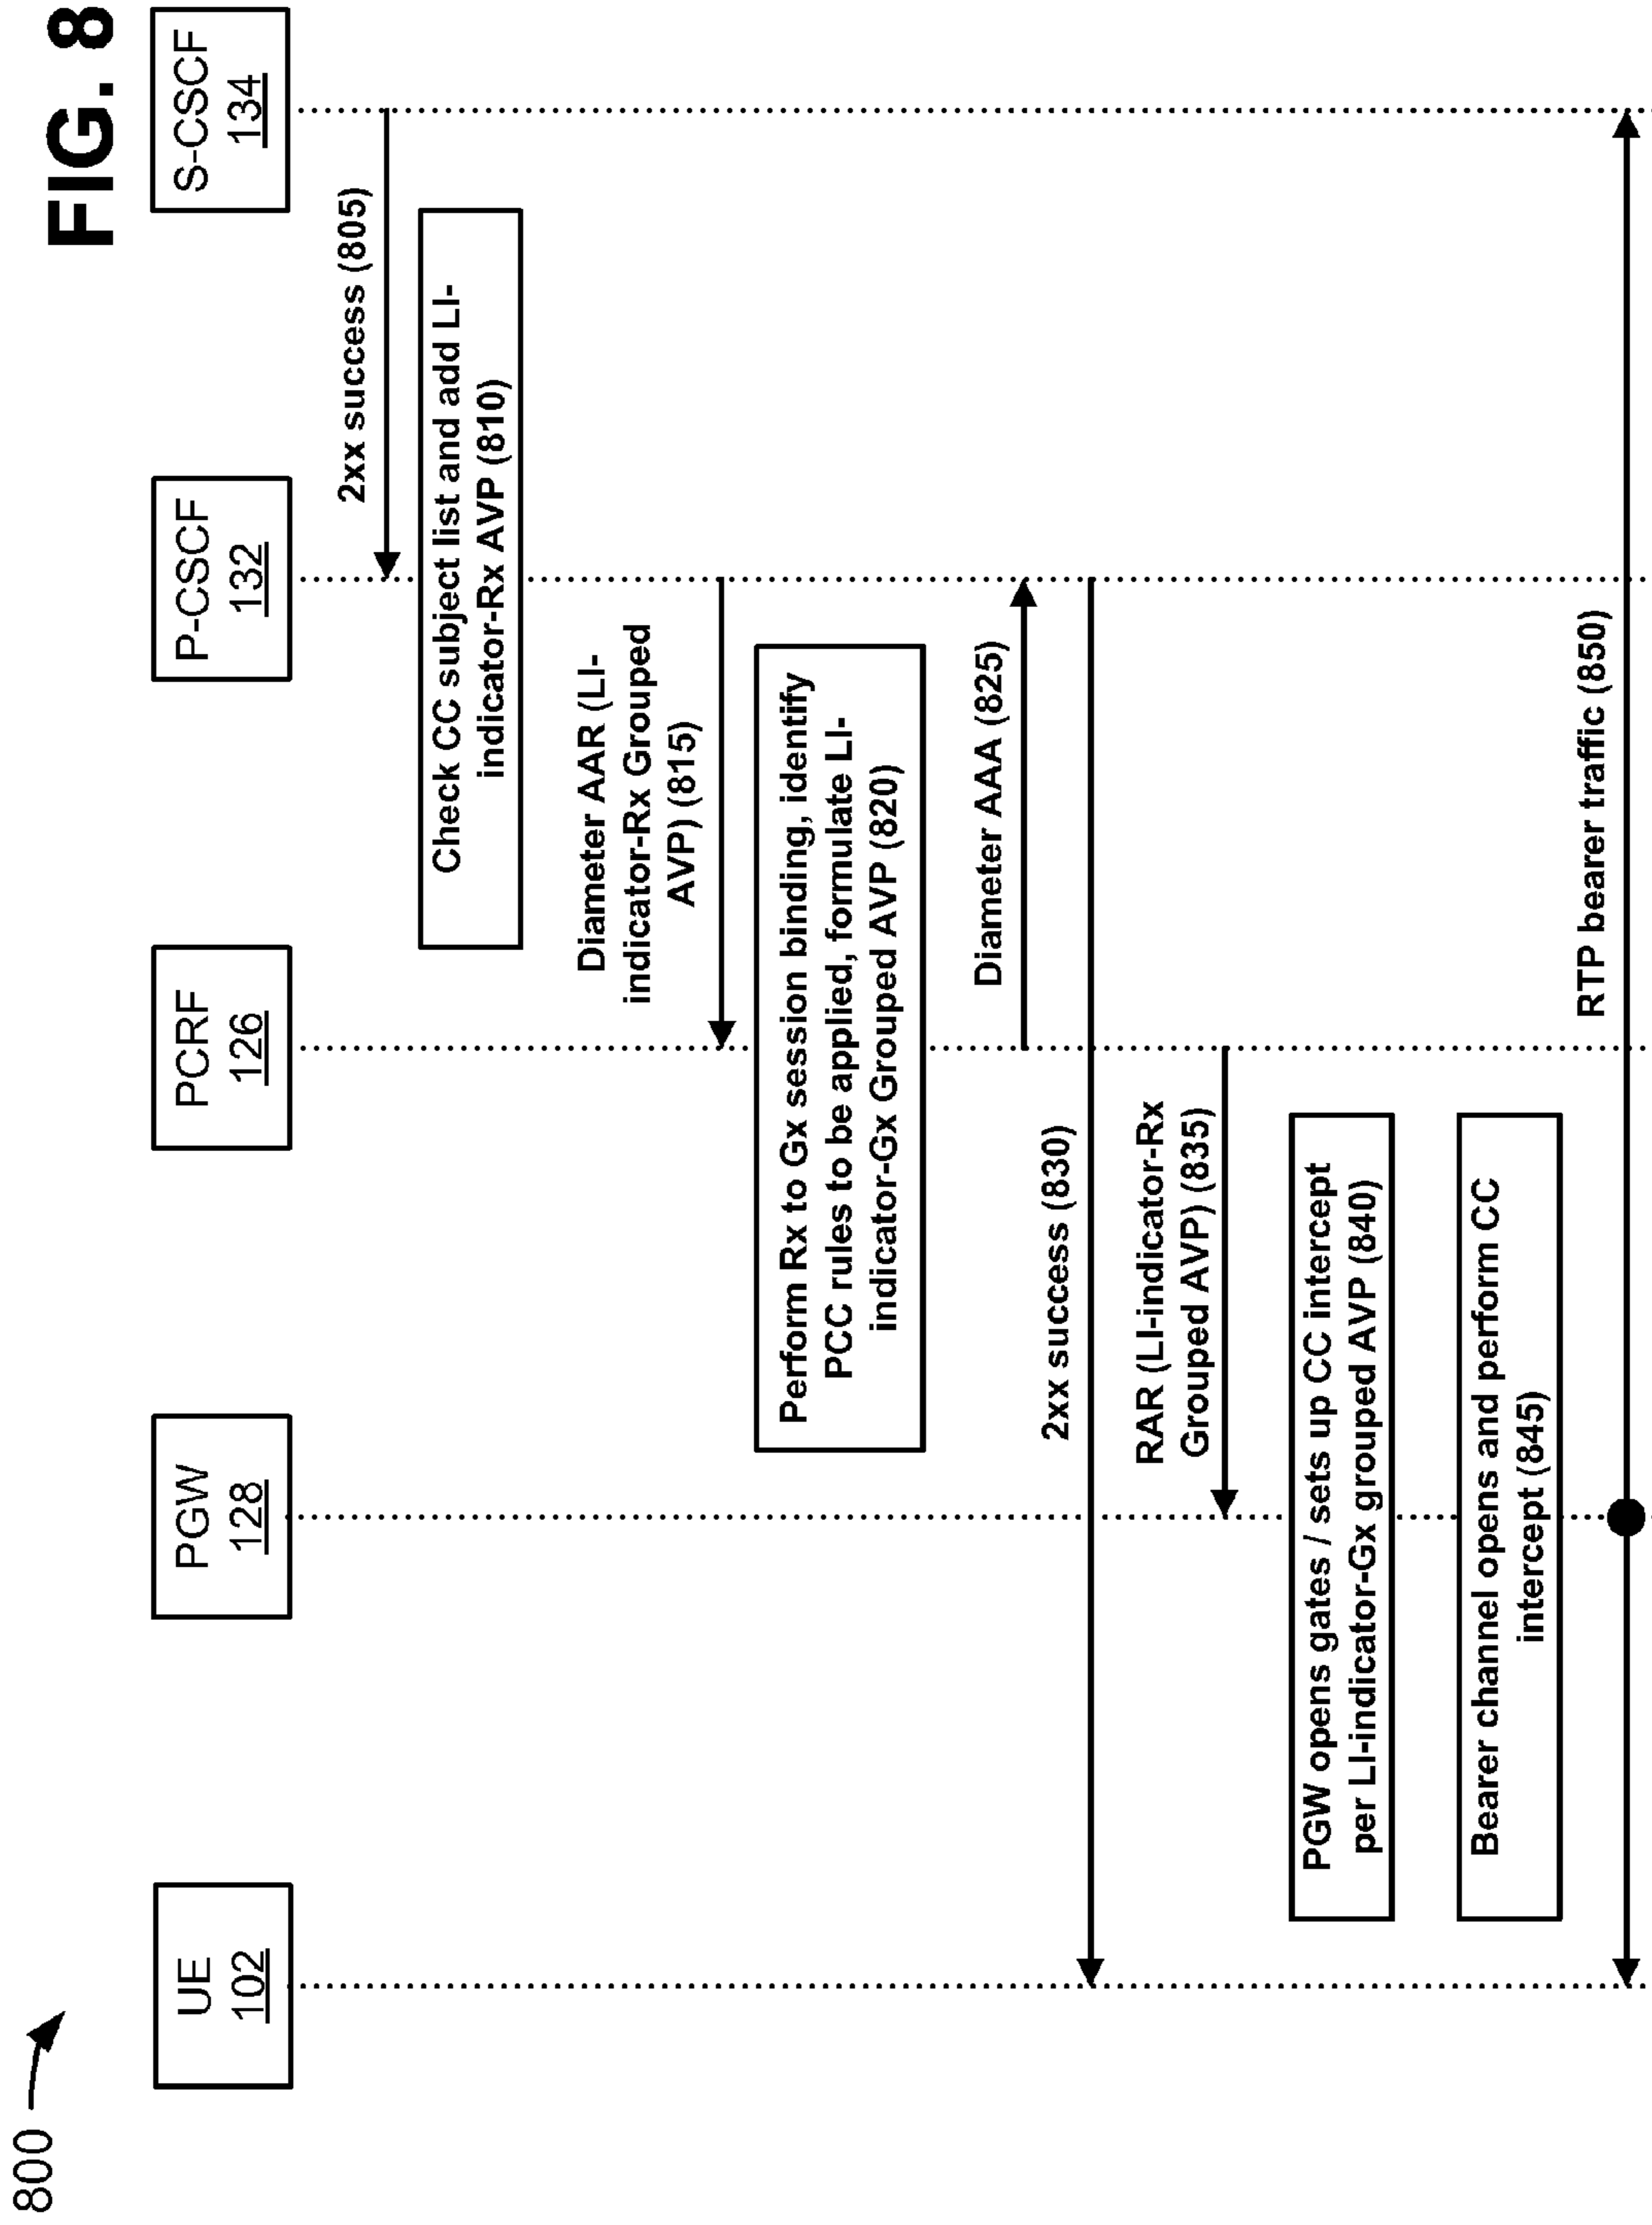 800
FIG. 8
UE
102
PGW
128
PCRF
126
P-CSCF
132
S-CSCF
134
2xx success (805)
Check CC subject list and add LI-
indicator-Rx AVP (810)
Diameter AAR (LI-
indicator-Rx Grouped
AVP) (815)
Perform Rx to Gx session binding, identify
PCC rules to be applied, formulate LI-
indicator-Gx Grouped AVP (820)
Diameter AAA (825)
2xx success (830)
RAR (LI-indicator-Rx
Grouped AVP) (835)
PGW opens gates / sets up CC intercept
per LI-indicator-Gx grouped AVP (840)
Bearer channel opens and perform CC
intercept (845)
RTP bearer traffic (850)